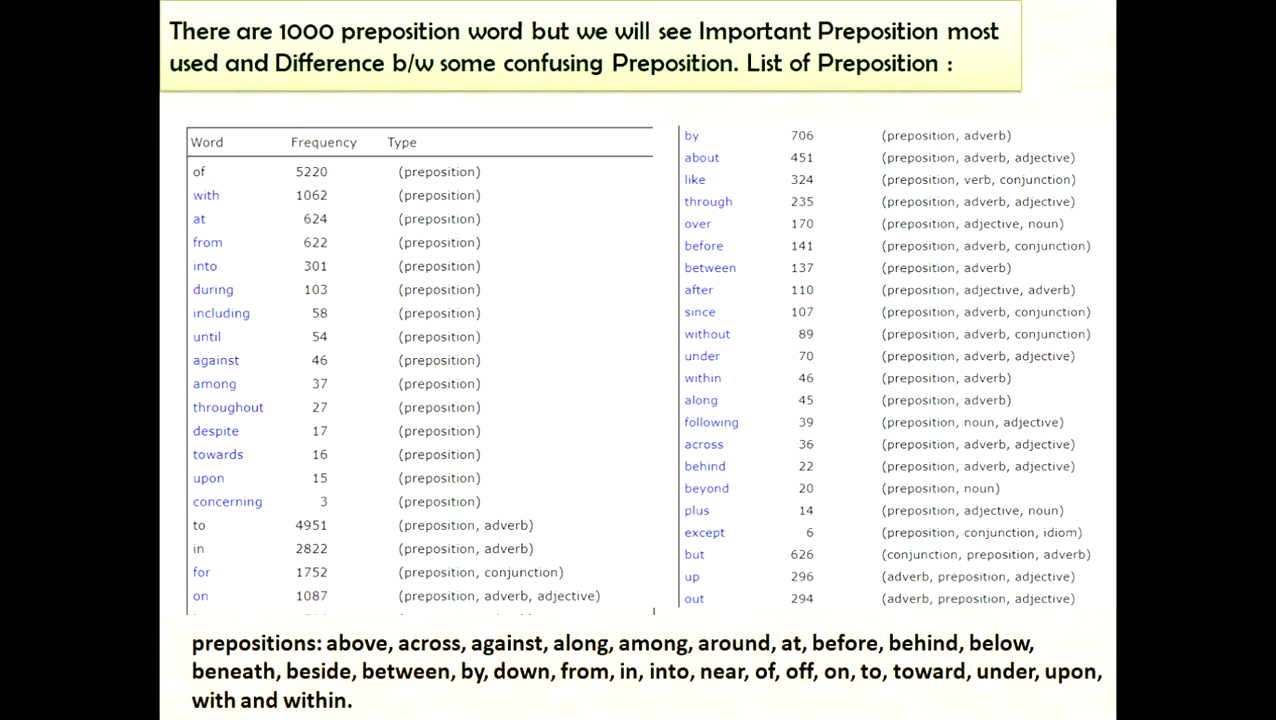 There are 1000 preposition word but we will see Important Preposition most
used and Difference b/w some confusing Preposition. List of Preposition :
Word Frequency Type
of 5220 (preposition)
with 1062 (preposition)
at 624 (preposition)
from 622 (preposition)
into 301 (preposition)
during 103 (preposition)
including 58 (preposition)
until 54 (preposition)
against 46 (preposition)
among 37 (preposition)
throughout 27 (preposition)
despite 17 (preposition)
towards 16 (preposition)
upon 15 (preposition)
concerning 3 (preposition)
to 4951 (preposition, adverb)
in 2822 (preposition, adverb)
for 1752 (preposition, conjunction)
on 1087 (preposition, adverb, adjective)
by 706 (preposition, adverb)
about 451 (preposition, adverb, adjective)
like 324 (preposition, verb, conjunction)
through 235 (preposition, adverb, adjective)
over 170 (preposition, adjective, noun)
before 141 (preposition, adverb, conjunction)
between 137 (preposition, adverb)
after 110 (preposition, adjective, adverb)
since 107 (preposition, adverb, conjunction)
without 89 (preposition, adverb, conjunction)
under 70 (preposition, adverb, adjective)
within 46 (preposition, adverb)
along 45 (preposition, adverb)
following 39 (preposition, noun, adjective)
across 36 (preposition, adverb, adjective)
behind 22 (preposition, adverb, adjective)
beyond 20 (preposition, noun)
plus 14 (preposition, adjective, noun)
except 6 (preposition, conjunction, idiom)
but 626 (conjunction, preposition, adverb)
up 296 (adverb, preposition, adjective)
out 294 (adverb, preposition, adjective)
prepositions: above, across, against, along, among, around, at, before, behind, below,
beneath, beside, between, by, down, from, in, into, near, of, off, on, to, toward, under, upon,
with and within.